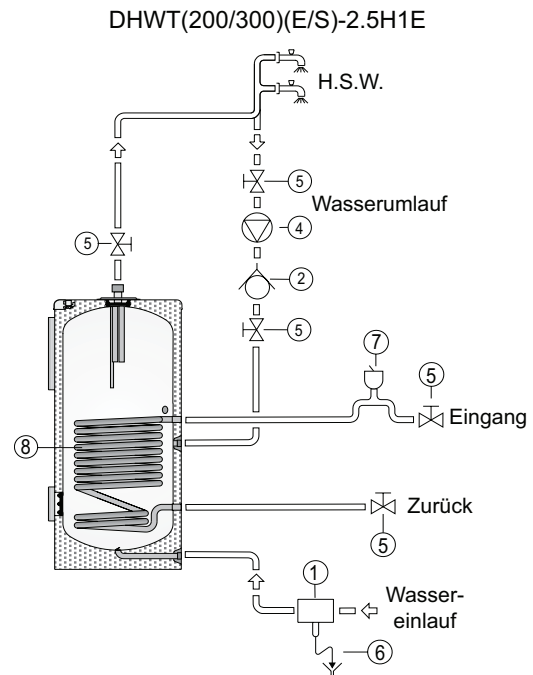 DHWT(200/300)(E/S)-2.5H1E
H.S.W.
5
Wasserumlauf
4
5
2
5
7
5
Eingang
8
Zurück
5
1
Wasser-
einlauf
6